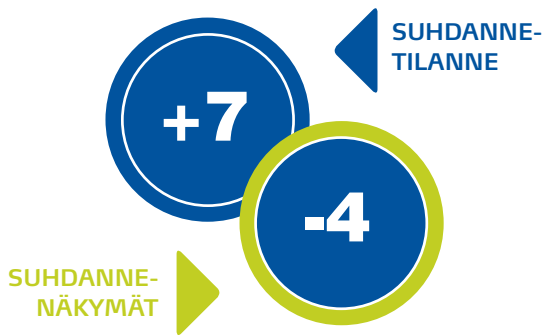 SUHDANNE-
TILANNE
+7
-4
SUHDANNE-
NÄKYMÄT